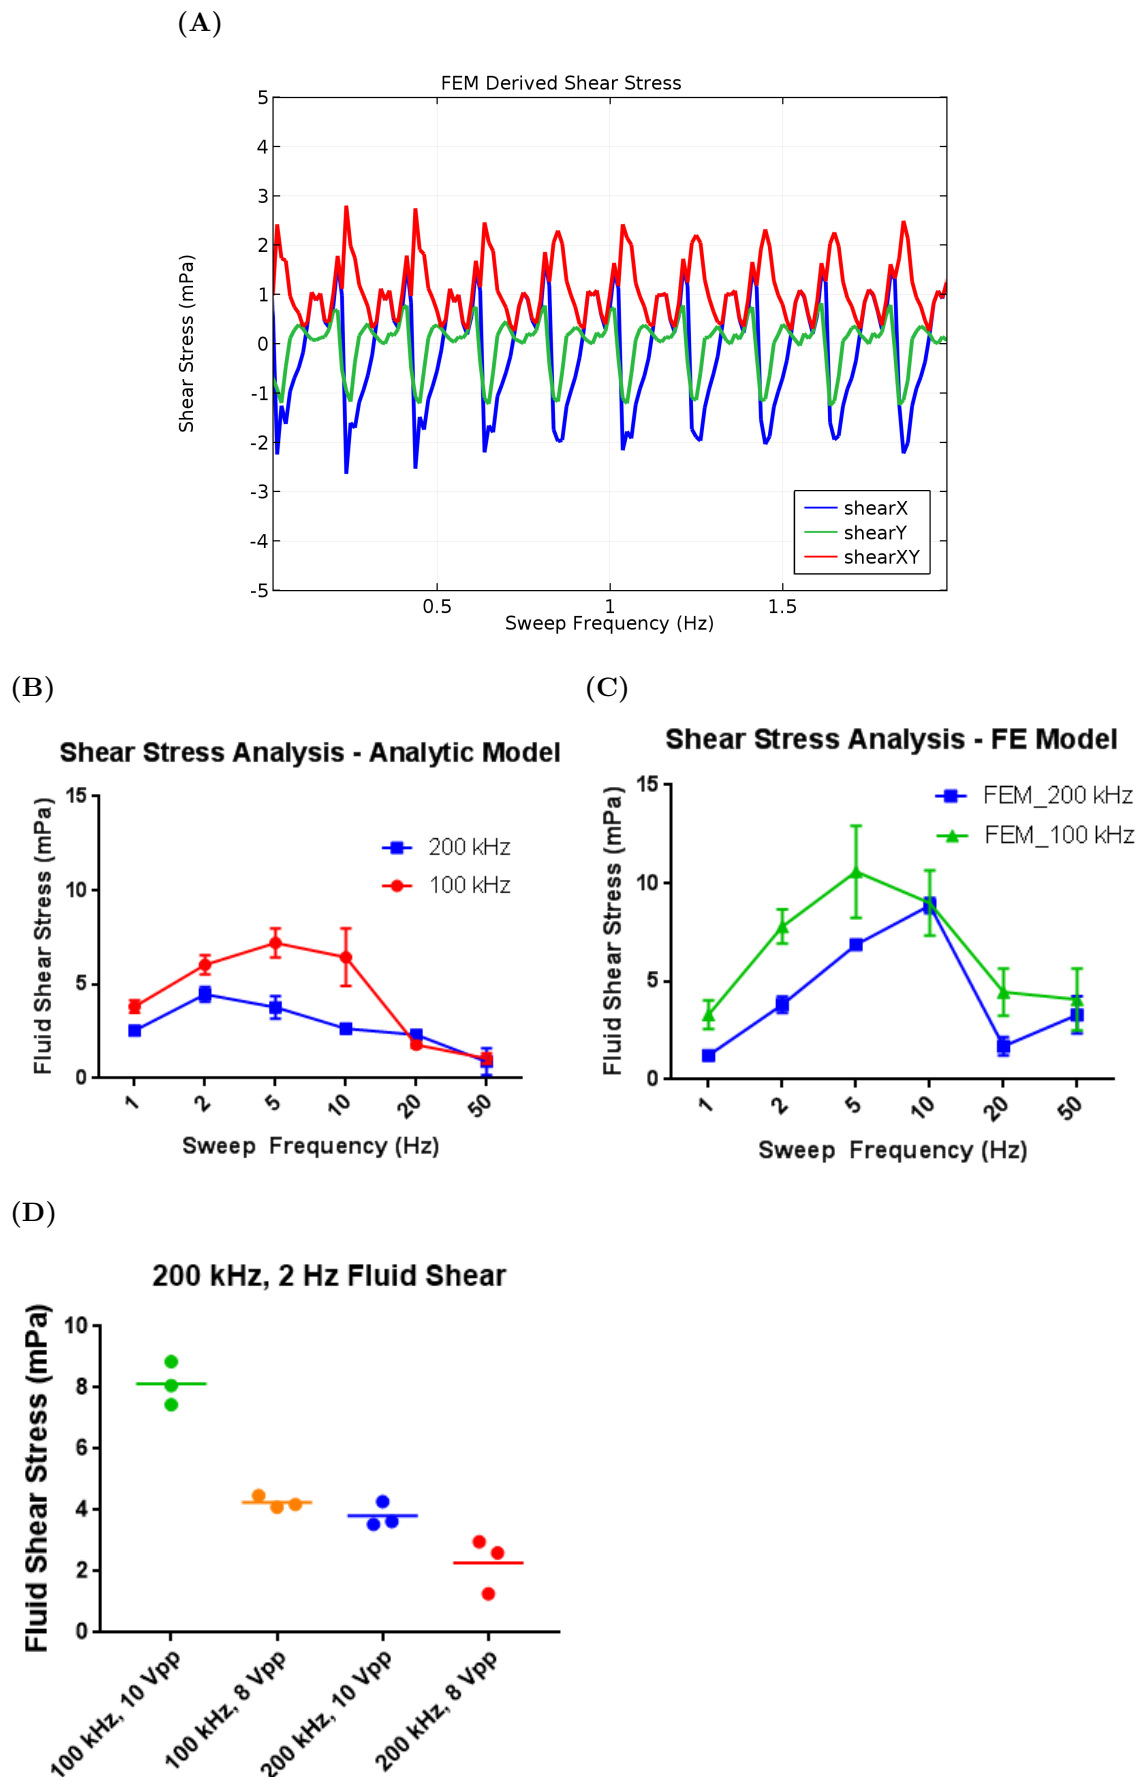 (A)
FEM Derived Shear Stress
5
4
3
2
1
0
-1
-2
-3
-4
-5
Shear Stress (mPa)
shearX
shearY
shearXY
0.5
1
1.5
Sweep Frequency (Hz)
(B)
Shear Stress Analysis - Analytic Model
Fluid Shear Stress (mPa)
15
10
5
0
200 kHz
100 kHz
1
2
5
10
20
50
Sweep Frequency (Hz)
(C)
Shear Stress Analysis - FE Model
Fluid Shear Stress (mPa)
15
10
5
0
FEM_200 kHz
FEM_100 kHz
1
2
5
10
20
50
Sweep Frequency (Hz)
(D)
200 kHz, 2 Hz Fluid Shear
Fluid Shear Stress (mPa)
10
8
6
4
2
0
100 kHz, 10 Vpp
100 kHz, 8 Vpp
200 kHz, 10 Vpp
200 kHz, 8 Vpp